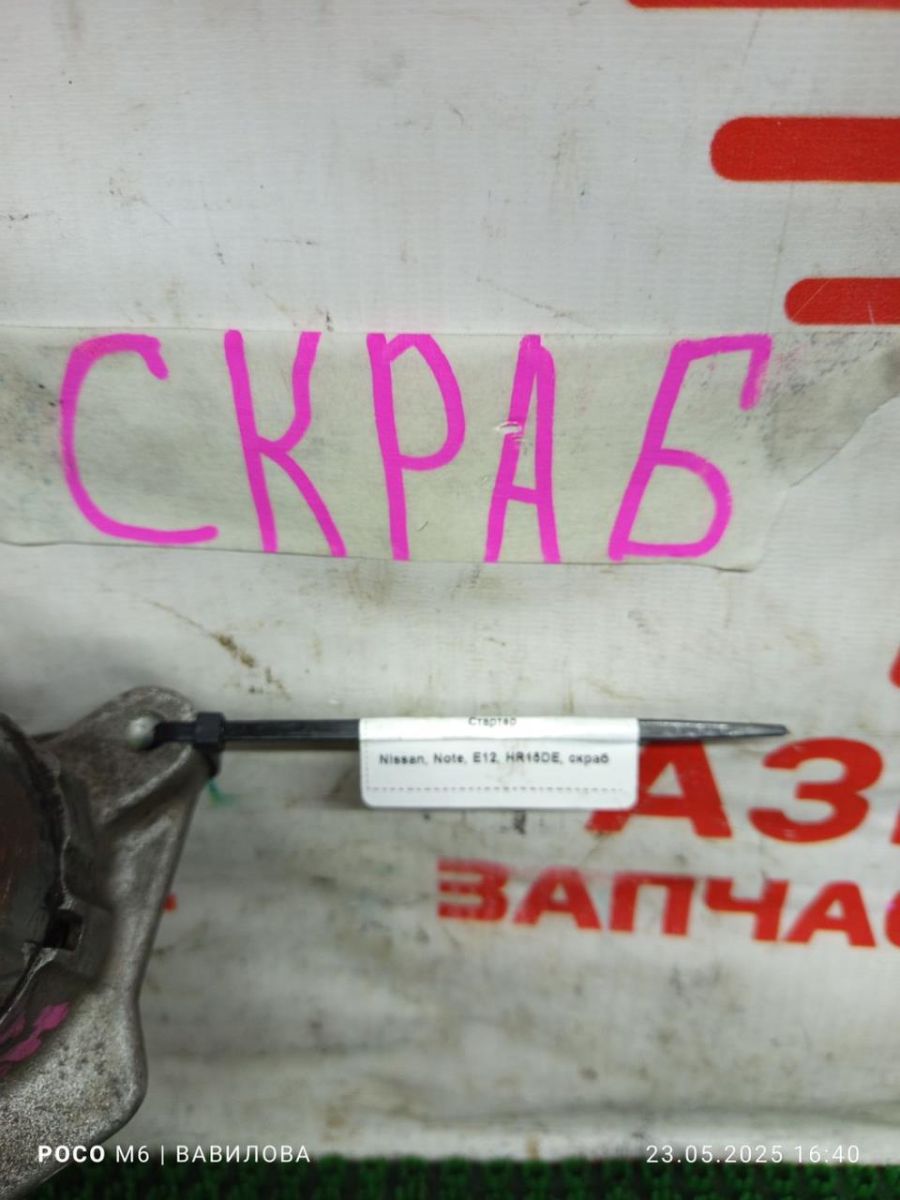 СКРАБ
Стартер
Nissan, Note, E12, HR15DE, скраб
АЗ
ЗАПЧАС
POCO M6 | ВАВИЛОВА
23.05.2025 16:40